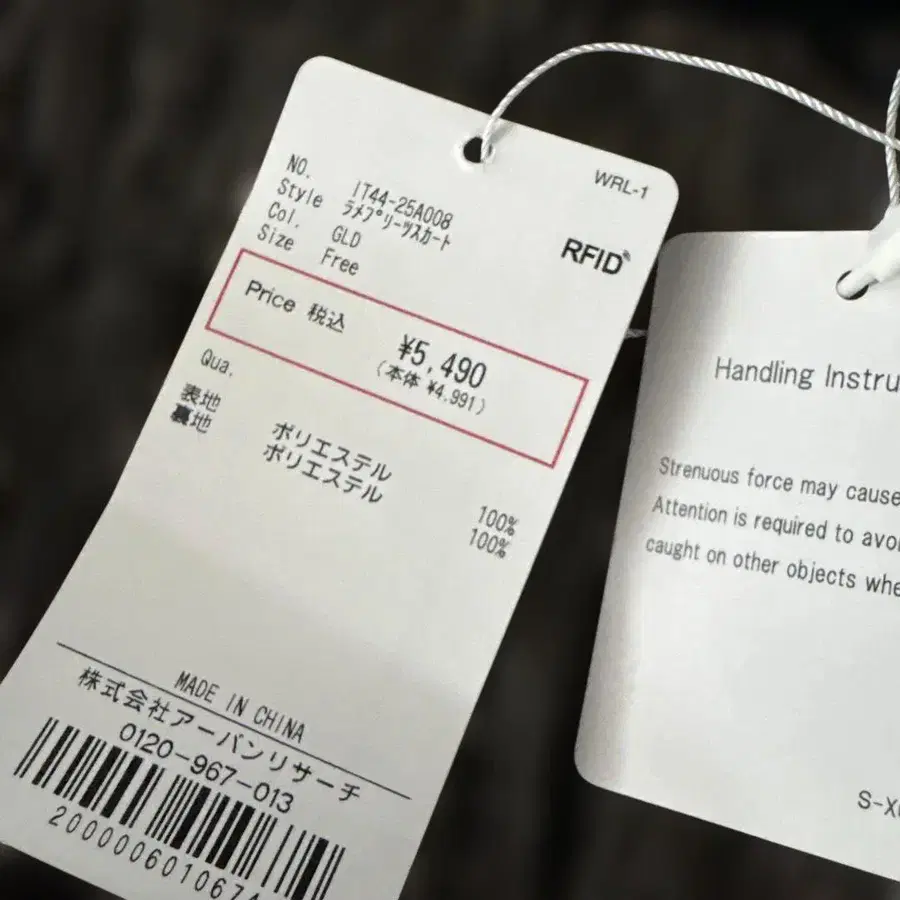 WRL-1
RFID
NO. IT44-25A008
Style ラメプリーツスカート
Col. GLD
Size Free
Price 税込 ¥5,490
(本体 ¥4,991)
Qua.
表地 ポリエステル 100%
裏地 ポリエステル 100%
MADE IN CHINA
株式会社アーバンリサーチ
0120-967-013
2000006010674
Handling Instru
Strenuous force may cause
Attention is required to avo
caught on other objects whe
S-X